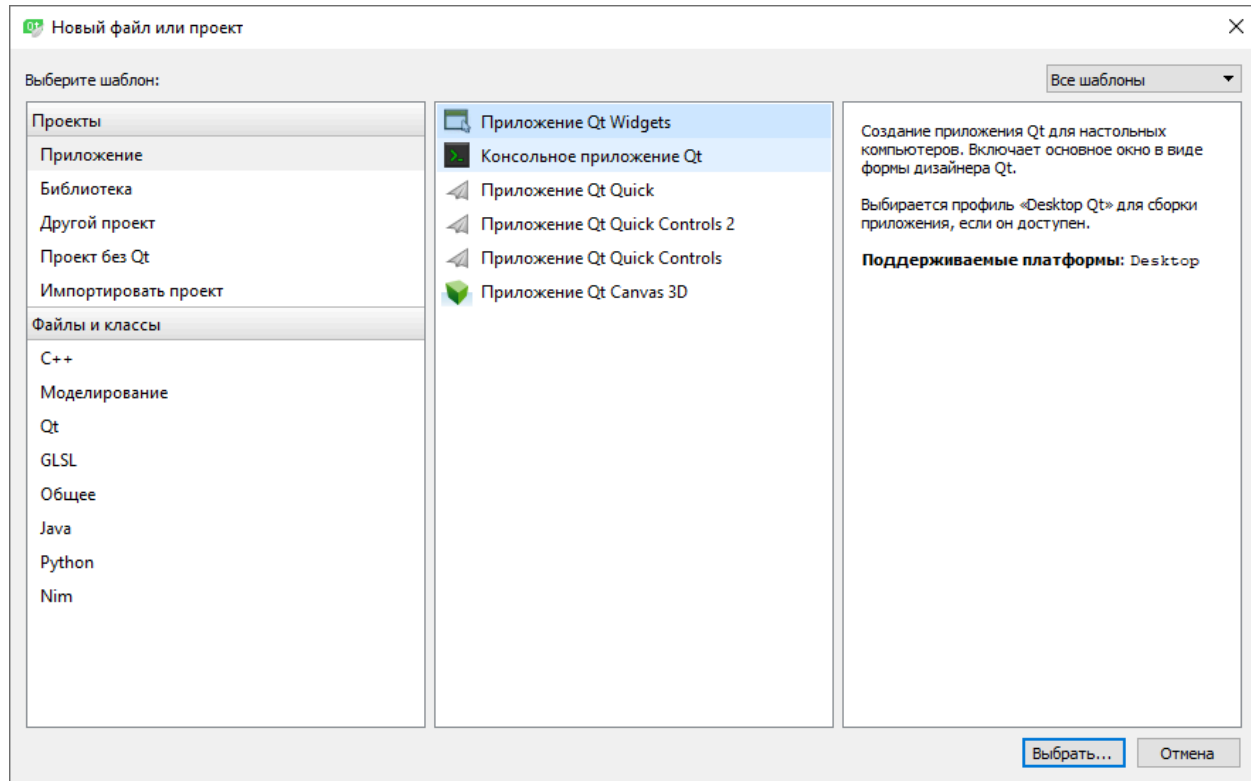 Новый файл или проект
Выберите шаблон:
Все шаблоны
Проекты
Приложение
Библиотека
Другой проект
Проект без Qt
Импортировать проект
Файлы и классы
C++
Моделирование
Qt
GLSL
Общее
Java
Python
Nim
Приложение Qt Widgets
Консольное приложение Qt
Приложение Qt Quick
Приложение Qt Quick Controls 2
Приложение Qt Quick Controls
Приложение Qt Canvas 3D
Создание приложения Qt для настольных
компьютеров. Включает основное окно в виде
формы дизайнера Qt.
Выбирается профиль «Desktop Qt» для сборки
приложения, если он доступен.
Поддерживаемые платформы: Desktop
Выбрать...
Отмена